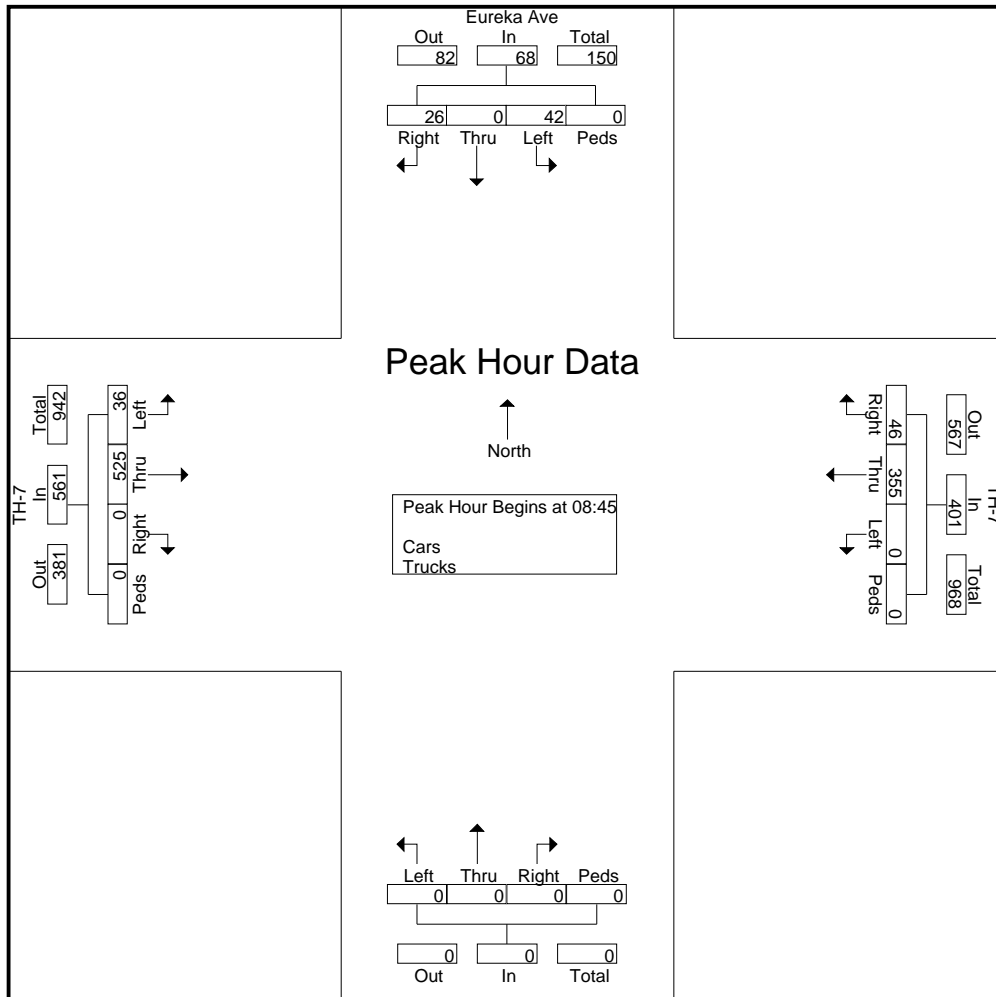 Eureka Ave
Out In Total
82 68 150
26 0 42 0
Right Thru Left Peds
Peak Hour Data
North
Peak Hour Begins at 08:45
Cars
Trucks
TH-7
Total In Out
942 561 381
36 525 0 0
Left Thru Right Peds
TH-7
Out In Total
567 401 968
46 355 0 0
Right Thru Left Peds
Left Thru Right Peds
0 0 0 0
0 0 0
Out In Total